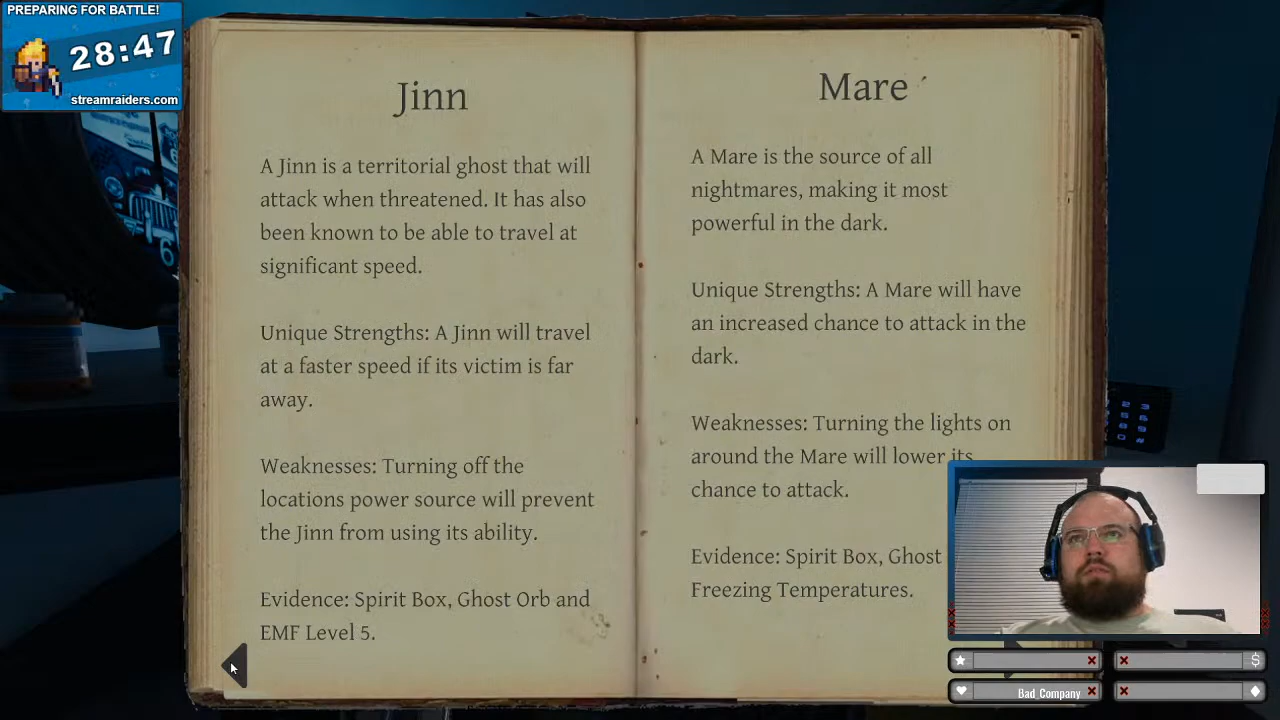 PREPARING FOR BATTLE!
28:47
streamraiders.com
Jinn
A Jinn is a territorial ghost that will
attack when threatened. It has also
been known to be able to travel at
significant speed.
Unique Strengths: A Jinn will travel
at a faster speed if its victim is far
away.
Weaknesses: Turning off the
locations power source will prevent
the Jinn from using its ability.
Evidence: Spirit Box, Ghost Orb and
EMF Level 5.
Mare
A Mare is the source of all
nightmares, making it most
powerful in the dark.
Unique Strengths: A Mare will have
an increased chance to attack in the
dark.
Weaknesses: Turning the lights on
around the Mare will lower its
chance to attack.
Evidence: Spirit Box, Ghost
Freezing Temperatures.
Bad_Company
$